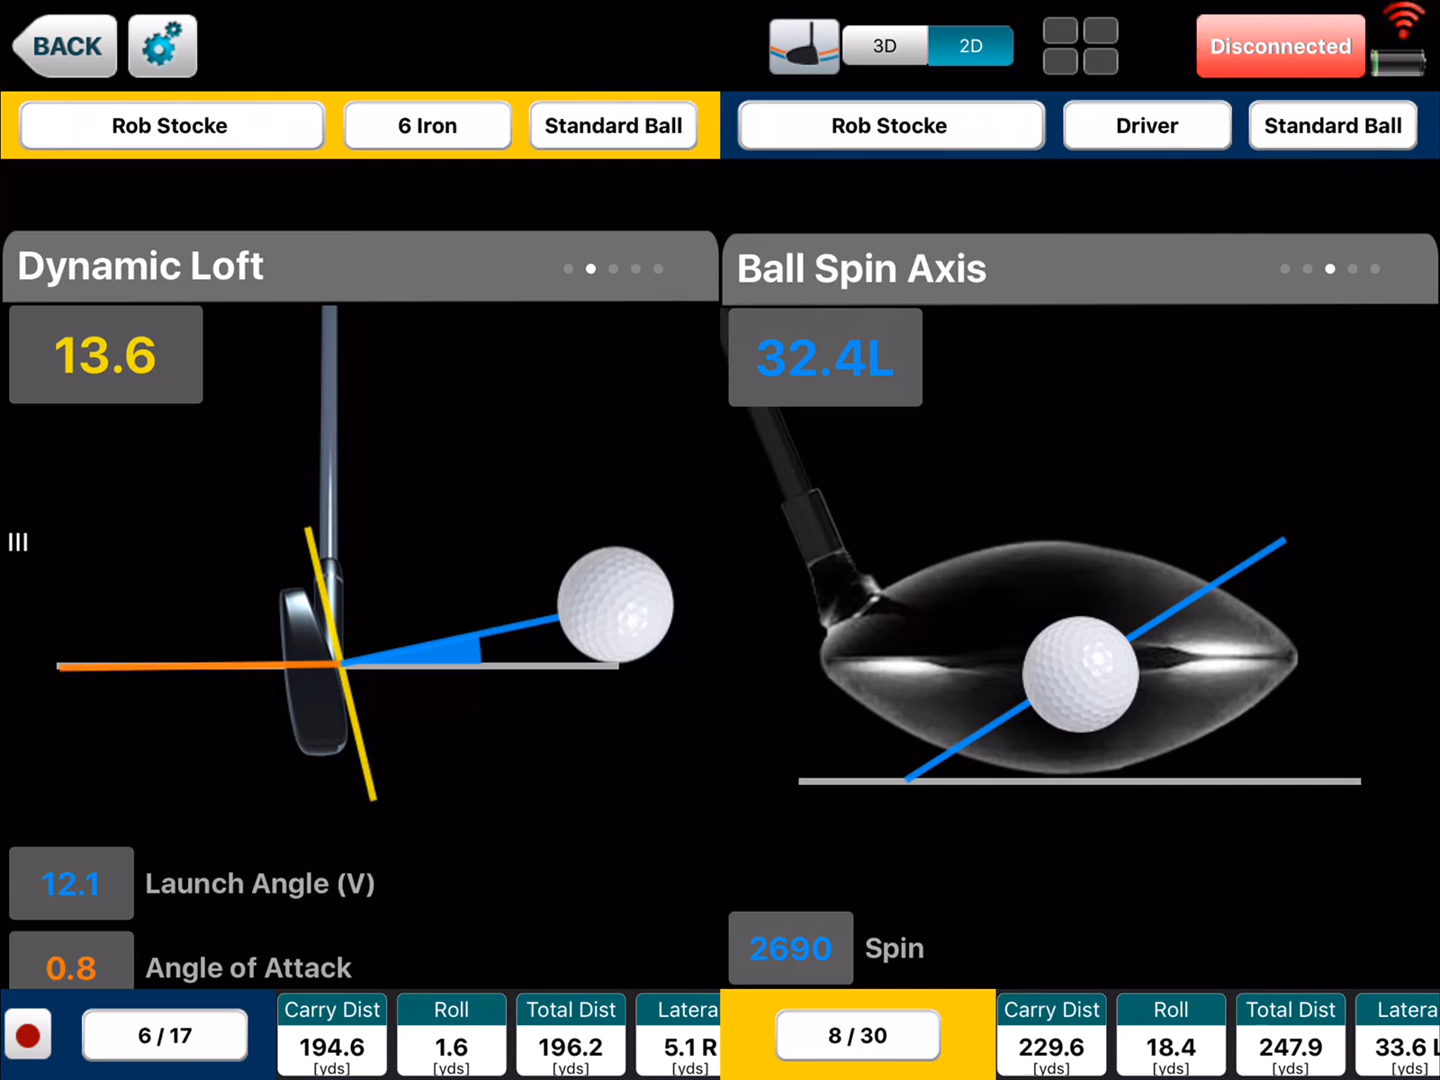 BACK
3D
2D
Disconnected
Rob Stocke
6 Iron
Standard Ball
Rob Stocke
Driver
Standard Ball
Dynamic Loft
13.6
12.1 Launch Angle (V)
0.8 Angle of Attack
Ball Spin Axis
32.4L
2690 Spin
6 / 17
Carry Dist
194.6
[yds]
Roll
1.6
[yds]
Total Dist
196.2
[yds]
Latera
5.1 R
[yds]
8 / 30
Carry Dist
229.6
[yds]
Roll
18.4
[yds]
Total Dist
247.9
[yds]
Latera
33.6 L
[yds]